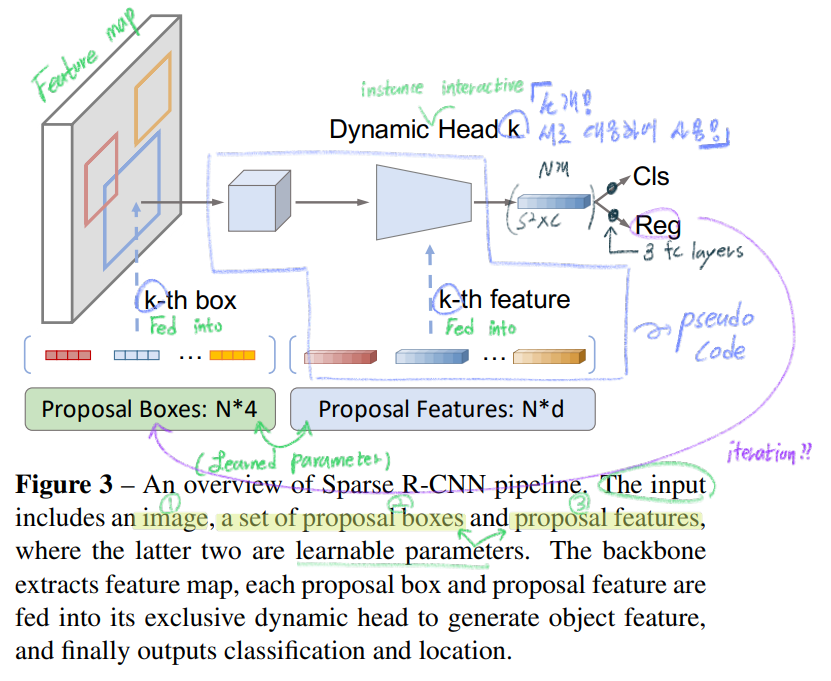 Feature map
instance interactive
「k개!
Dynamic Head k
서로 대응하여 사용됨」
N개
Cls
(S²×C)
Reg
3 fc layers
k-th box
k-th feature
Fed into
Fed into
pseudo
code
...
...
Proposal Boxes: N*4
Proposal Features: N*d
(Learned parameter)
iteration!!
Figure 3 – An overview of Sparse R-CNN pipeline. The input
① ② ③
includes an image, a set of proposal boxes and proposal features,
where the latter two are learnable parameters. The backbone
extracts feature map, each proposal box and proposal feature are
fed into its exclusive dynamic head to generate object feature,
and finally outputs classification and location.